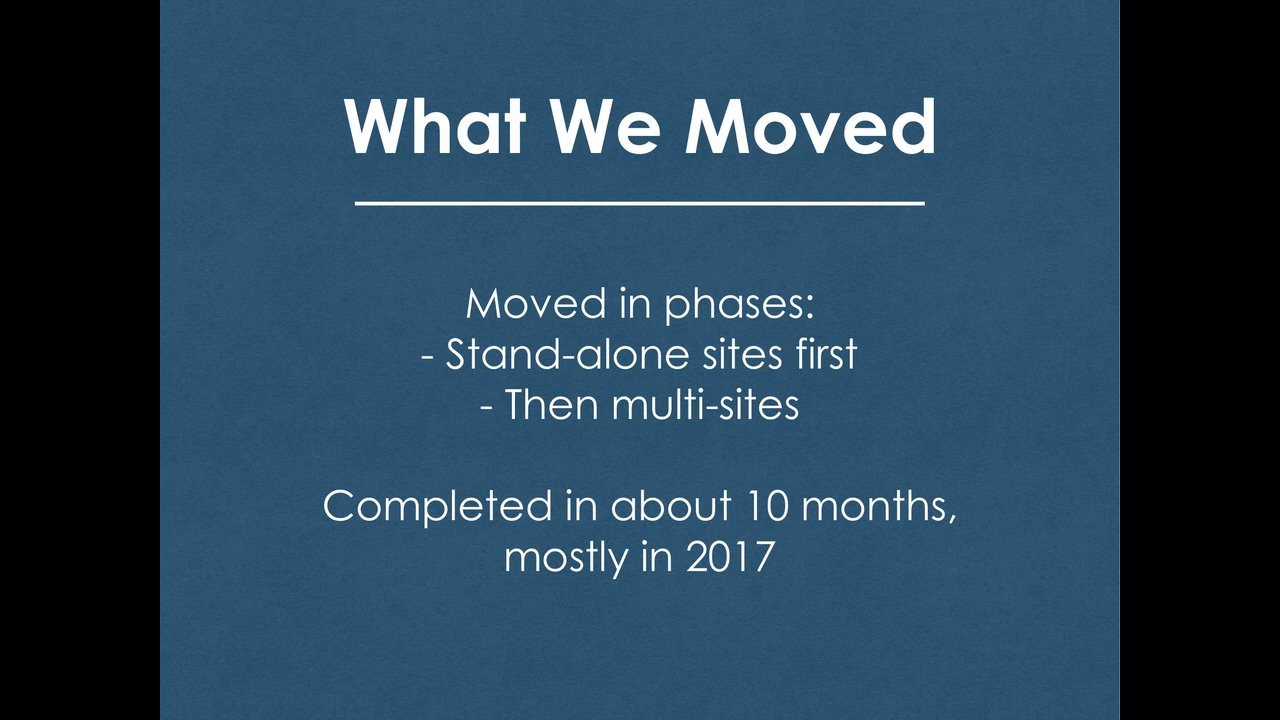 What We Moved
Moved in phases:
- Stand-alone sites first
- Then multi-sites
Completed in about 10 months,
mostly in 2017